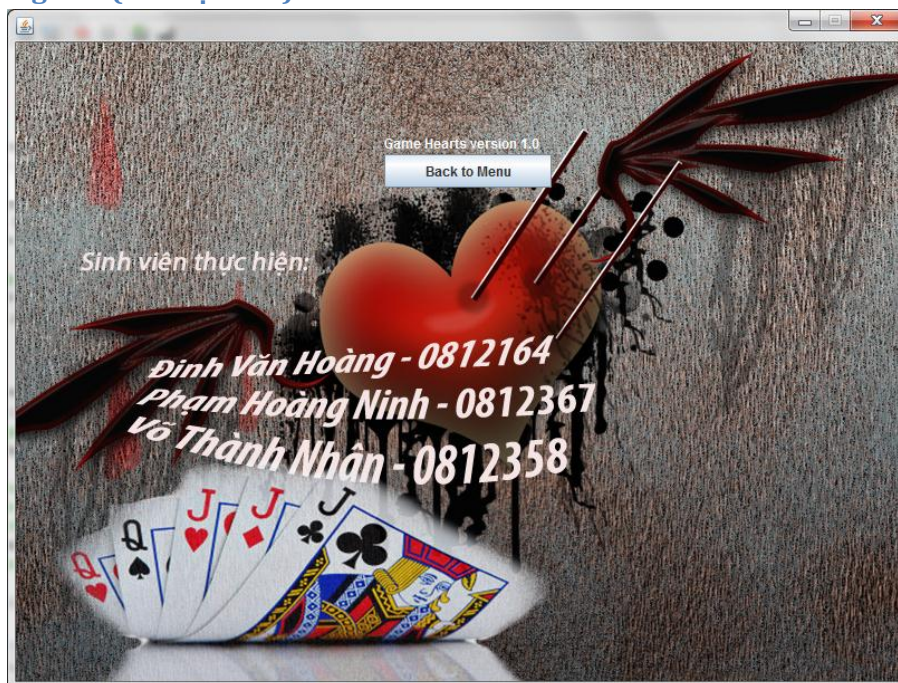 Game Hearts version 1.0
Back to Menu
Sinh viên thực hiện:
Đinh Văn Hoàng - 0812164
Phạm Hoàng Ninh - 0812367
Võ Thành Nhân - 0812358
Q
Q
J
J
J